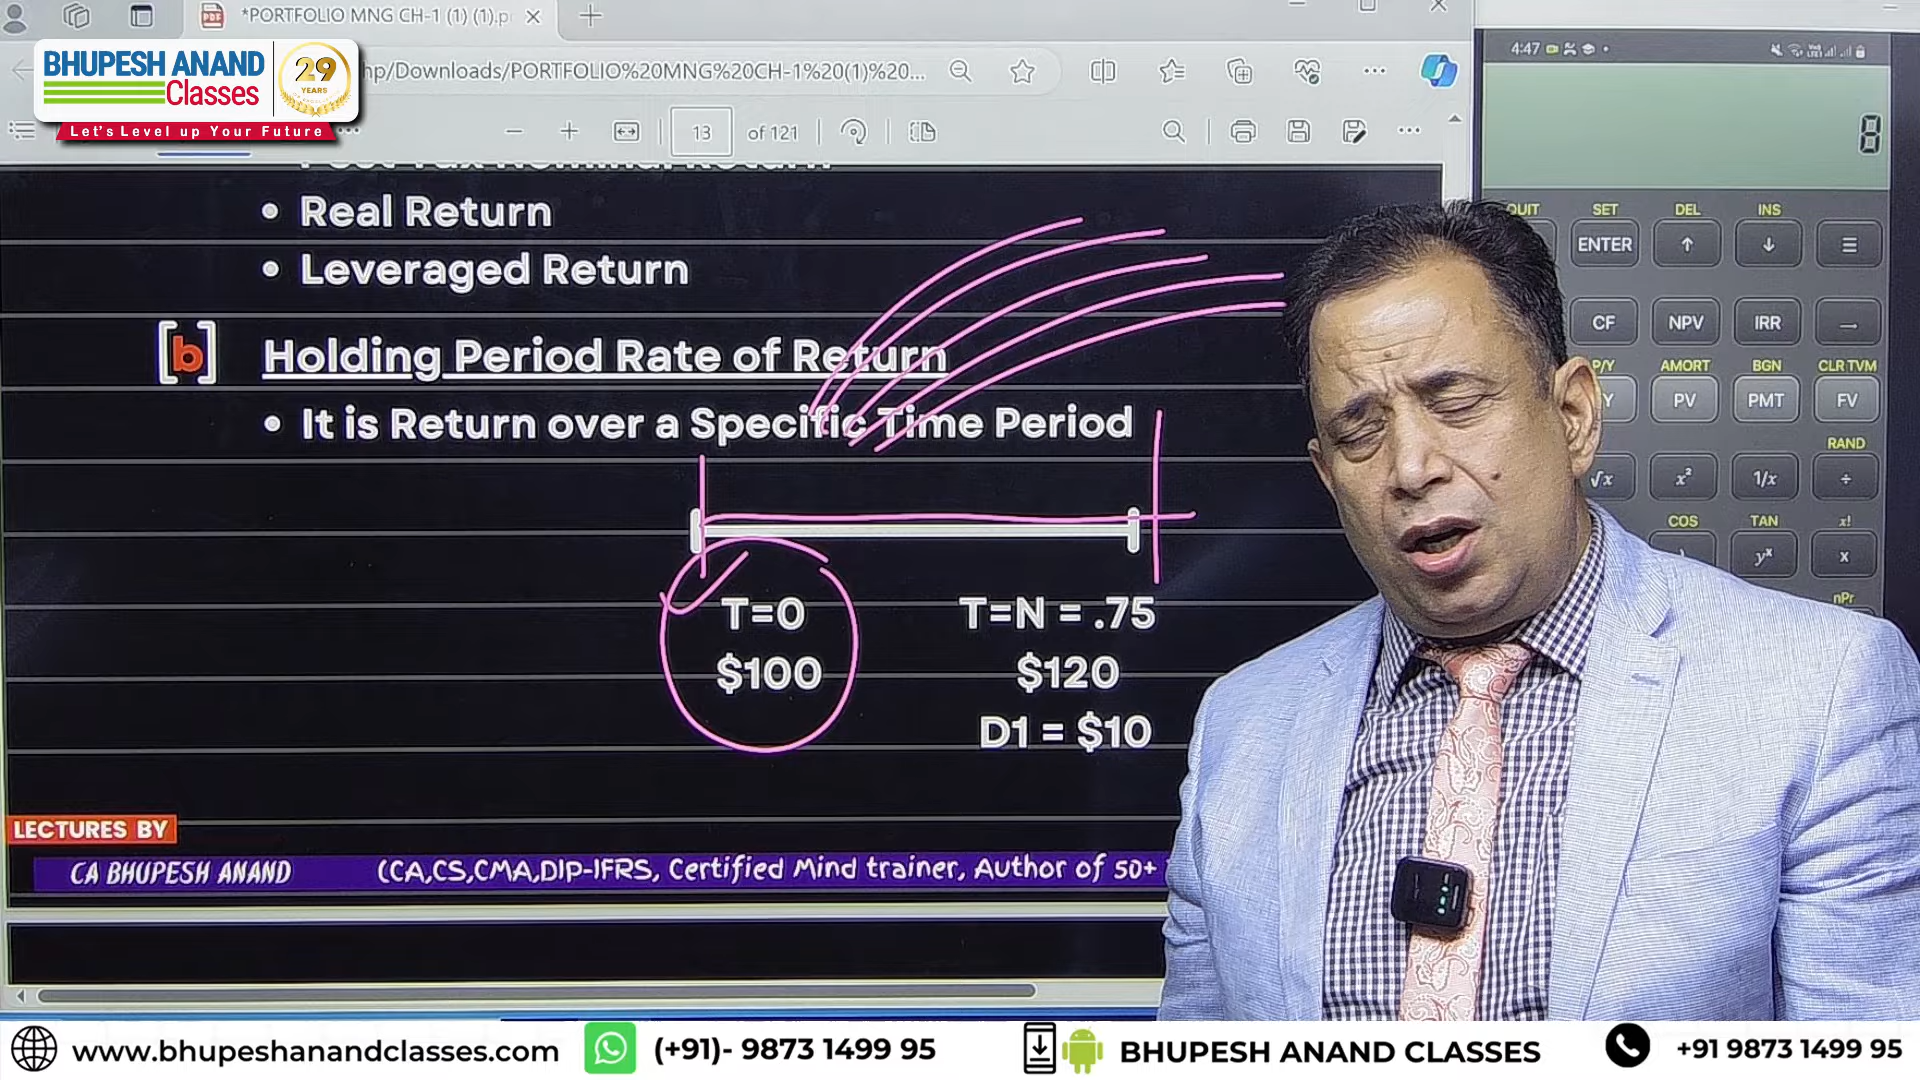 *PORTFOLIO MNG CH-1 (1) (1).p
BHUPESH ANAND
Classes
29
YEARS
Let's Level up Your Future
hp/Downloads/PORTFOLIO%20MNG%20CH-1%20(1)%20...
13 of 121
4:47
8
Post Tax Nominal Return
• Real Return
• Leveraged Return
[b] Holding Period Rate of Return
• It is Return over a Specific Time Period
T=0 T=N = .75
$100 $120
D1 = $10
QUIT SET DEL INS
ENTER ↑ ↓ ☰
CF NPV IRR →
P/Y AMORT BGN CLR TVM
Y PV PMT FV
RAND
√x x² 1/x ÷
COS TAN x!
) yˣ x
nPr
LECTURES BY
CA BHUPESH ANAND (CA,CS,CMA,DIP-IFRS, Certified Mind trainer, Author of 50+
www.bhupeshanandclasses.com (+91)- 9873 1499 95 BHUPESH ANAND CLASSES +91 9873 1499 95